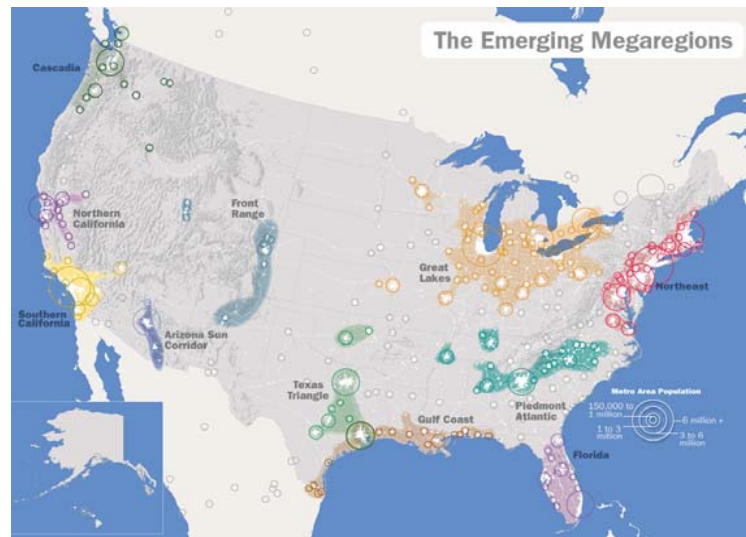 The Emerging Megaregions
Cascadia
Northern
California
Front
Range
Great
Lakes
Northeast
Southern
California
Arizona Sun
Corridor
Texas
Triangle
Gulf Coast
Piedmont
Atlantic
Florida
Metro Area Population
150,000 to
1 million
1 to 3
million
6 million +
3 to 6
million